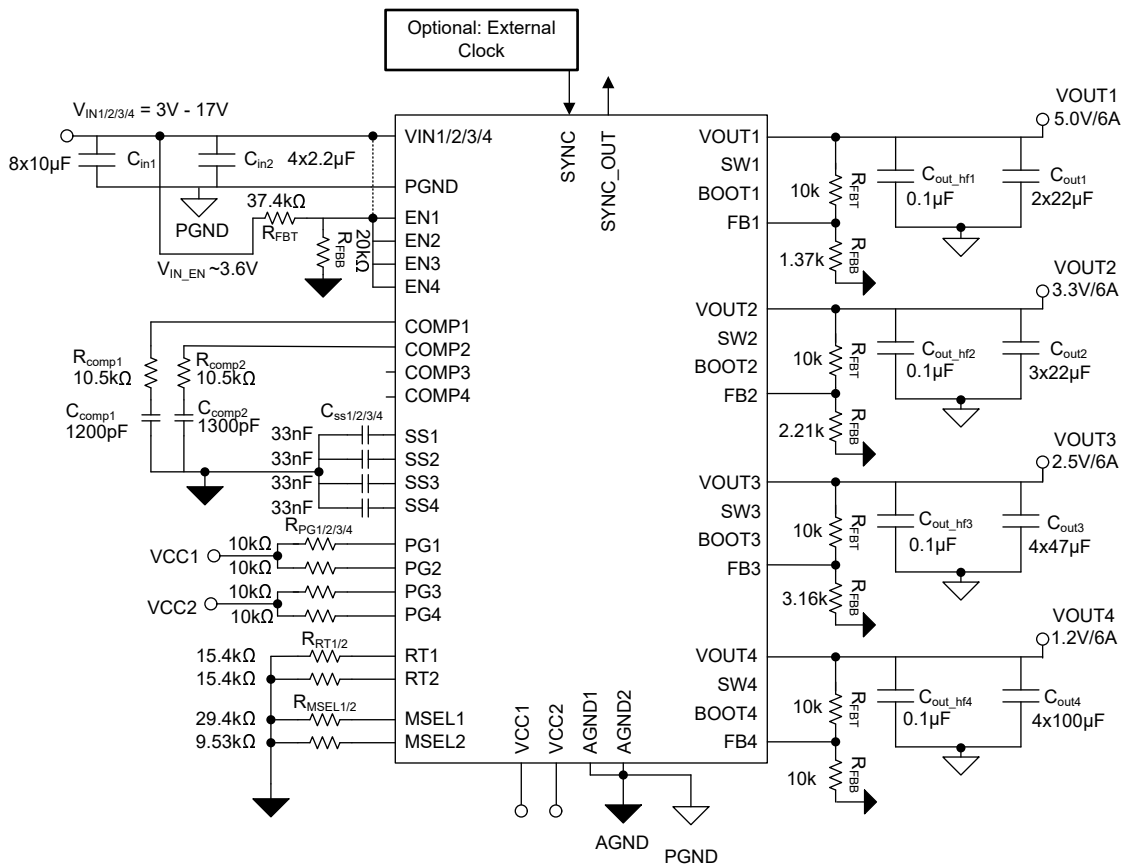 Optional: External
Clock
V_IN1/2/3/4 = 3V - 17V
8x10µF
C_in1
C_in2
4x2.2µF
PGND
37.4kΩ
R_FBT
R_FBB
20kΩ
V_IN_EN ~3.6V
R_comp1
10.5kΩ
R_comp2
10.5kΩ
C_comp1
1200pF
C_comp2
1300pF
C_ss1/2/3/4
33nF
33nF
33nF
33nF
R_PG1/2/3/4
VCC1
10kΩ
10kΩ
VCC2
10kΩ
10kΩ
R_RT1/2
15.4kΩ
15.4kΩ
R_MSEL1/2
29.4kΩ
9.53kΩ
VIN1/2/3/4
PGND
EN1
EN2
EN3
EN4
COMP1
COMP2
COMP3
COMP4
SS1
SS2
SS3
SS4
PG1
PG2
PG3
PG4
RT1
RT2
MSEL1
MSEL2
SYNC
SYNC_OUT
VCC1
VCC2
AGND1
AGND2
AGND
PGND
VOUT1
SW1
BOOT1
FB1
VOUT2
SW2
BOOT2
FB2
VOUT3
SW3
BOOT3
FB3
VOUT4
SW4
BOOT4
FB4
VOUT1
5.0V/6A
10k
R_FBT
1.37k
R_FBB
C_out_hf1
0.1µF
C_out1
2x22µF
VOUT2
3.3V/6A
10k
R_FBT
2.21k
R_FBB
C_out_hf2
0.1µF
C_out2
3x22µF
VOUT3
2.5V/6A
10k
R_FBT
3.16k
R_FBB
C_out_hf3
0.1µF
C_out3
4x47µF
VOUT4
1.2V/6A
10k
R_FBT
10k
R_FBB
C_out_hf4
0.1µF
C_out4
4x100µF